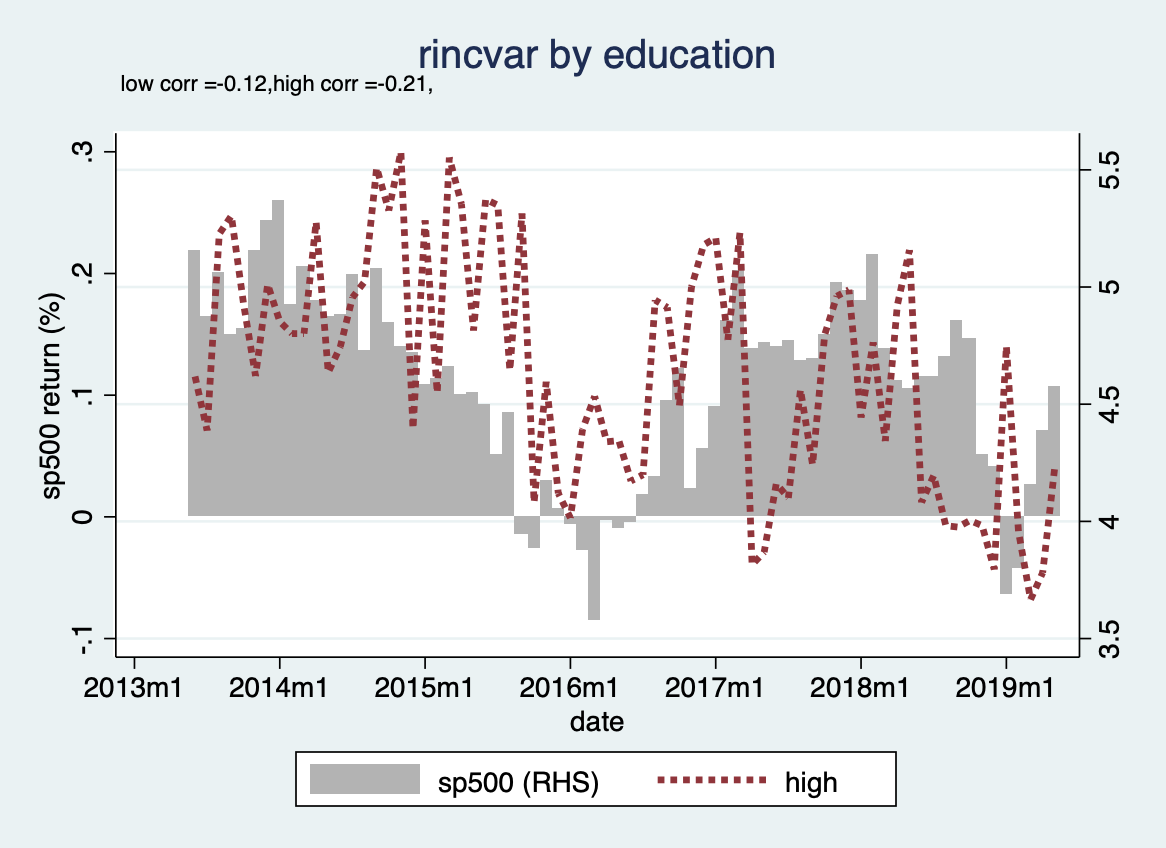 rincvar by education
low corr =-0.12,high corr =-0.21,
sp500 return (%)
.3
.2
.1
0
-.1
5.5
5
4.5
4
3.5
2013m1 2014m1 2015m1 2016m1 2017m1 2018m1 2019m1
date
sp500 (RHS) high